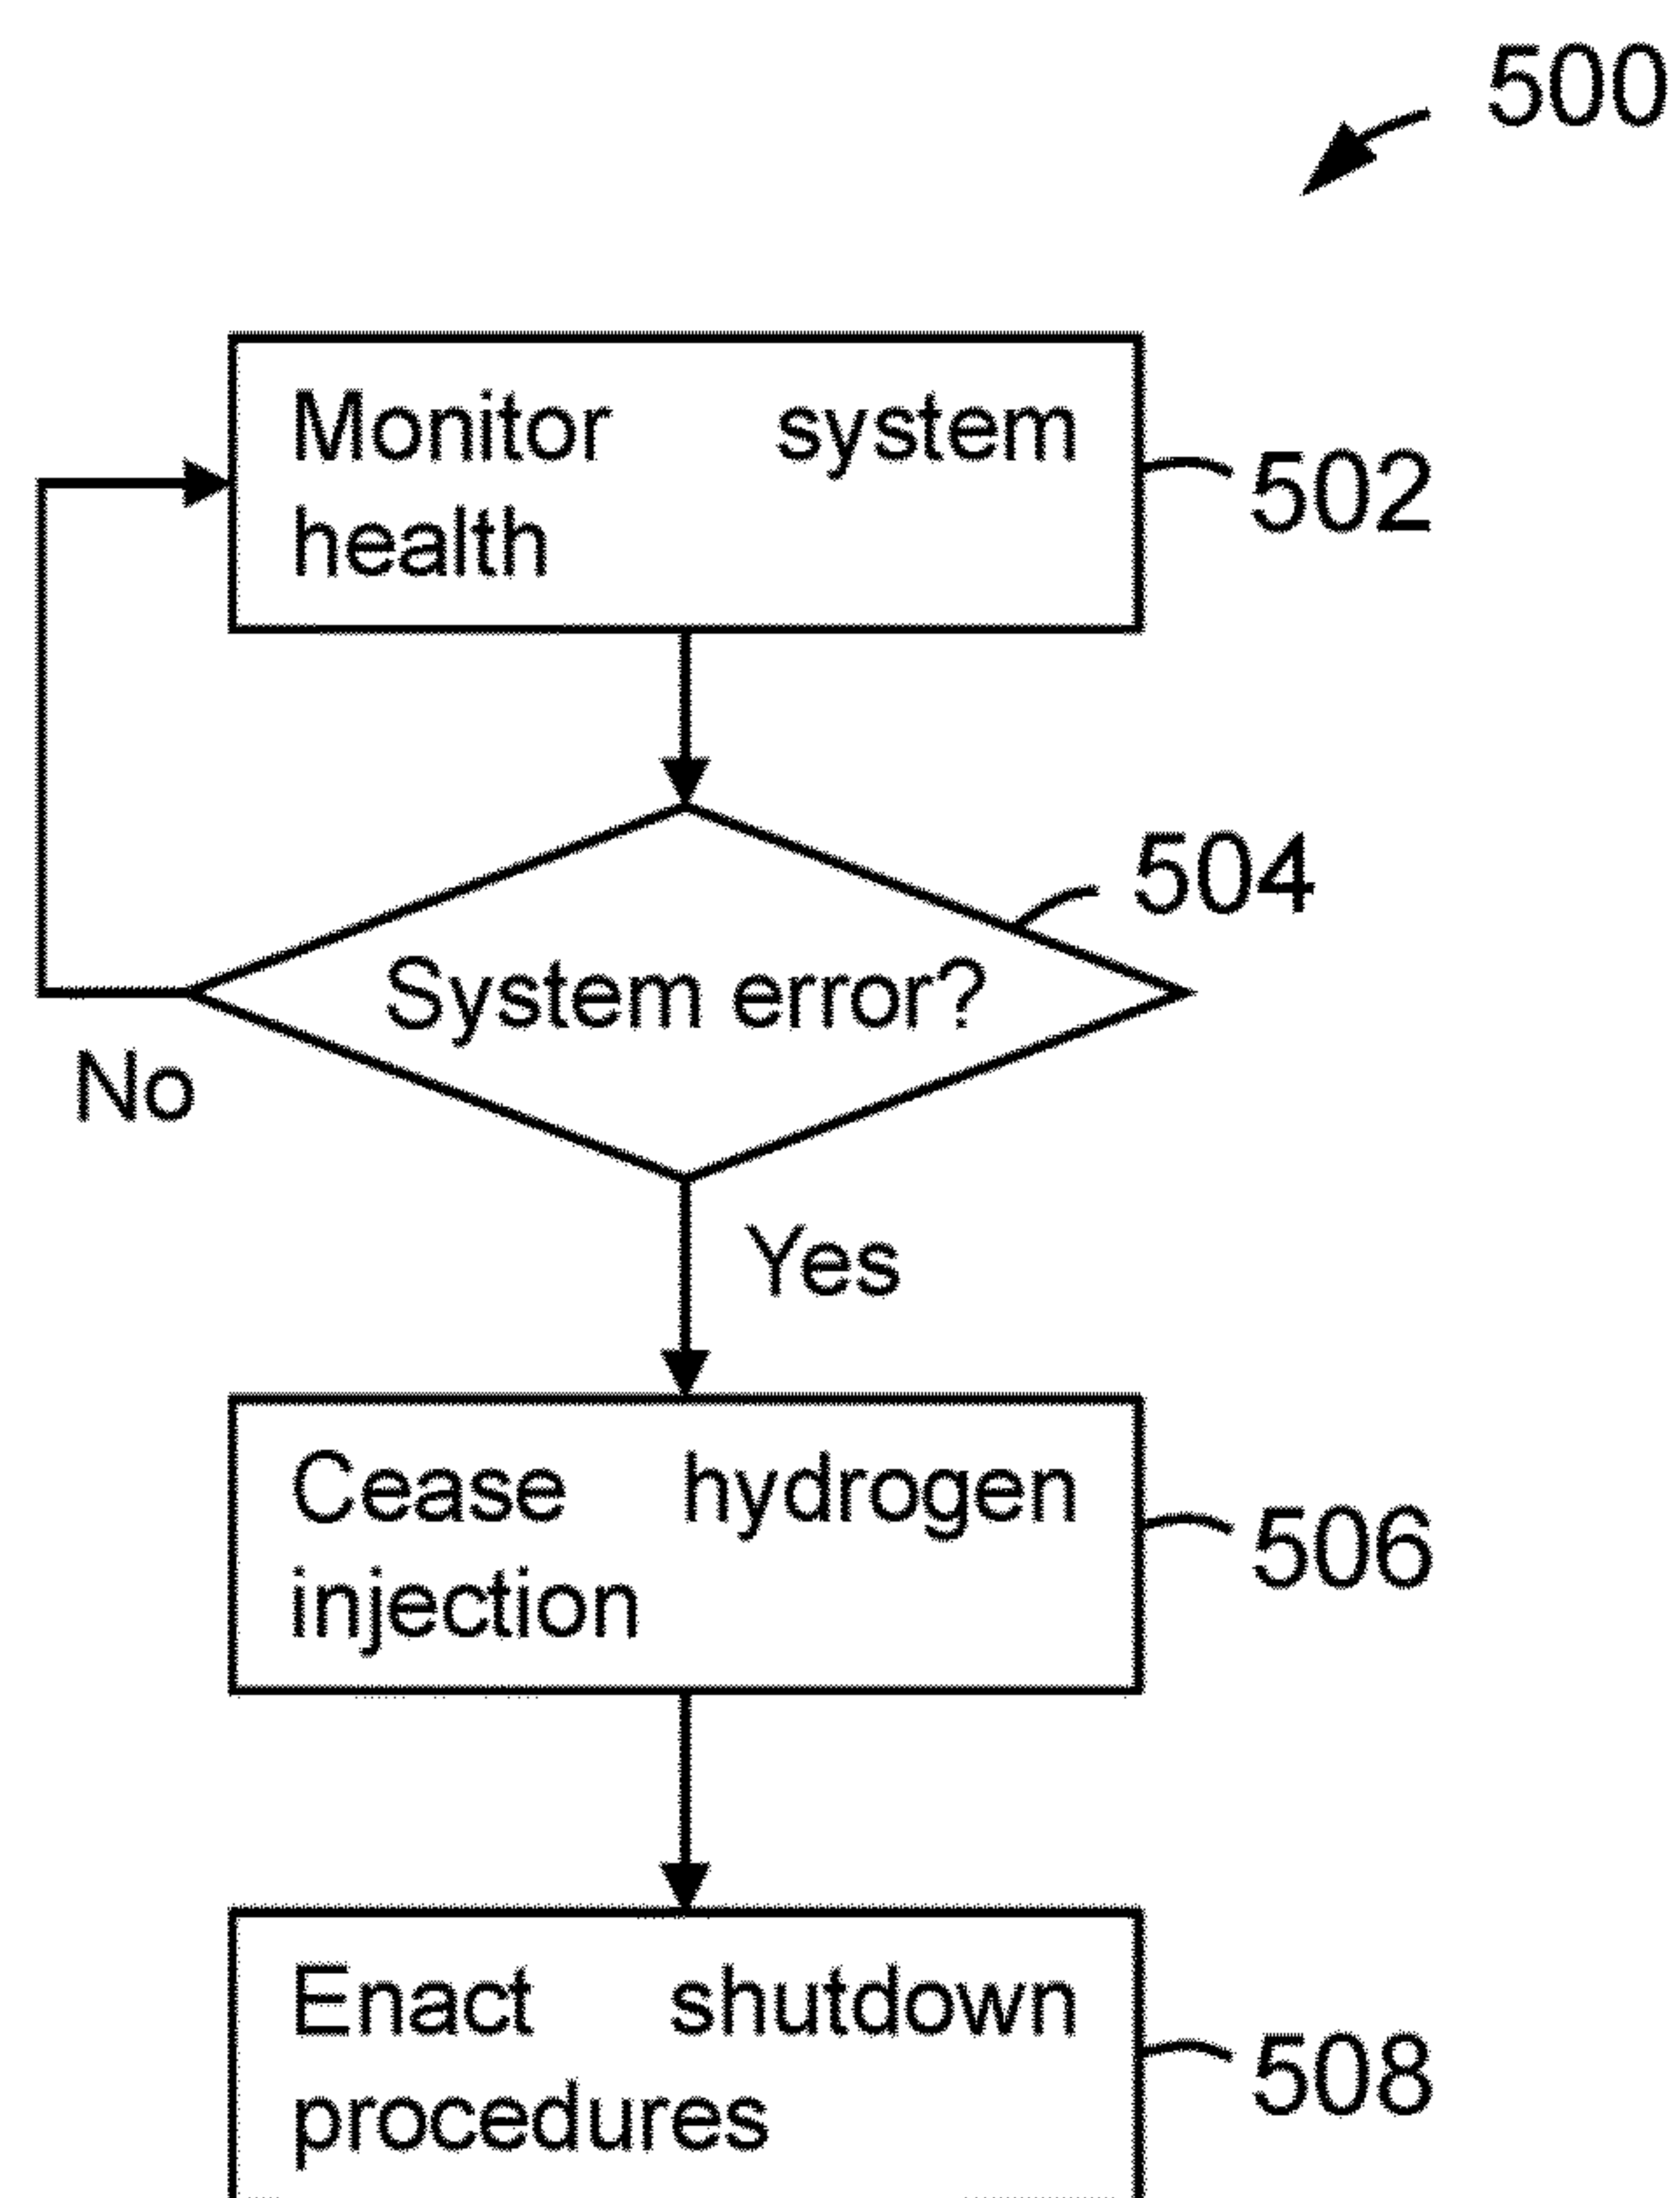 500
Monitor system
health
502
504
System error?
No
Yes
Cease hydrogen
injection
506
Enact shutdown
procedures
508